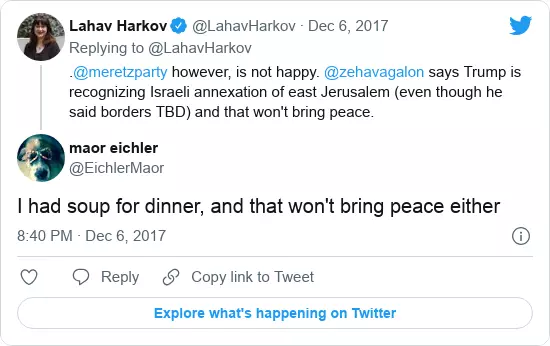 Lahav Harkov @LahavHarkov · Dec 6, 2017
Replying to @LahavHarkov
.@meretzparty however, is not happy. @zehavagalon says Trump is
recognizing Israeli annexation of east Jerusalem (even though he
said borders TBD) and that won't bring peace.
maor eichler
@EichlerMaor
I had soup for dinner, and that won't bring peace either
8:40 PM · Dec 6, 2017
Reply Copy link to Tweet
Explore what's happening on Twitter